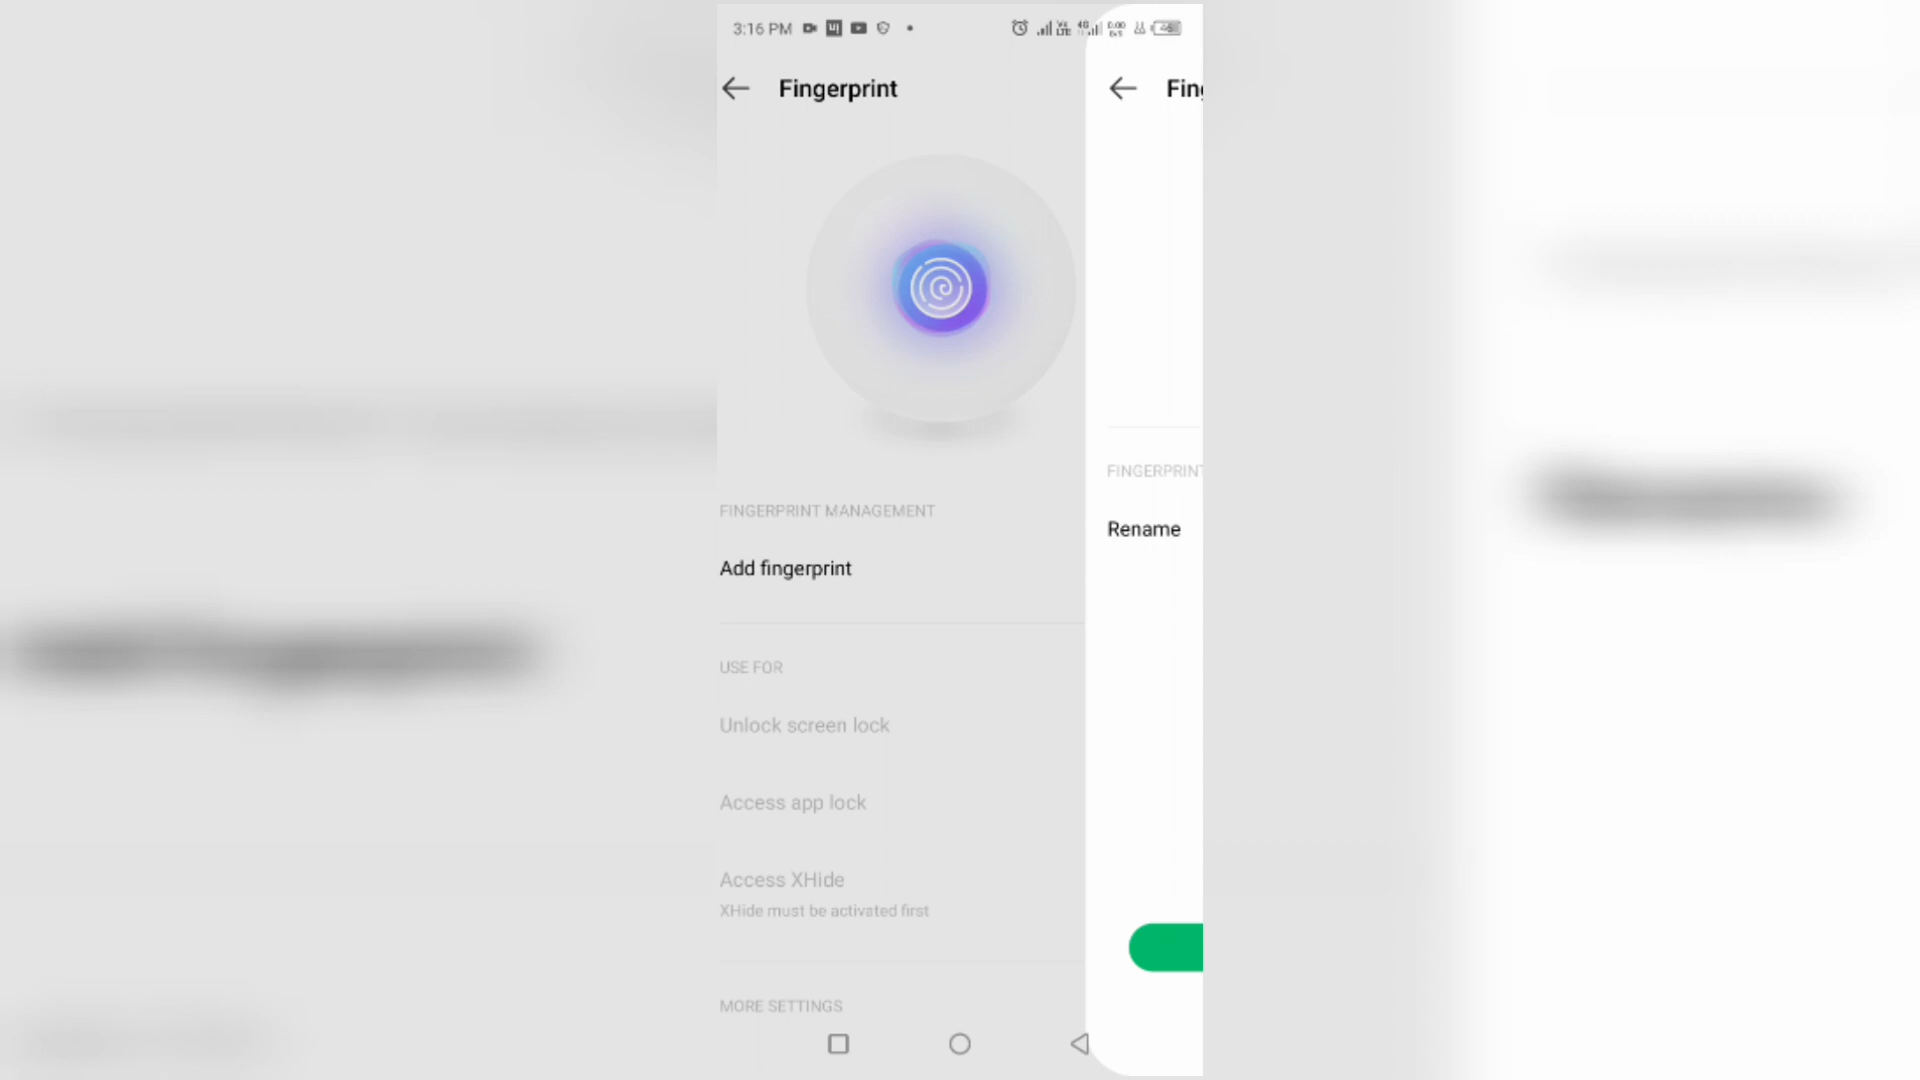 3:16 PM
Fingerprint
FINGERPRINT MANAGEMENT
Add fingerprint
USE FOR
Unlock screen lock
Access app lock
Access XHide
XHide must be activated first
MORE SETTINGS
Fing
FINGERPRINT
Rename